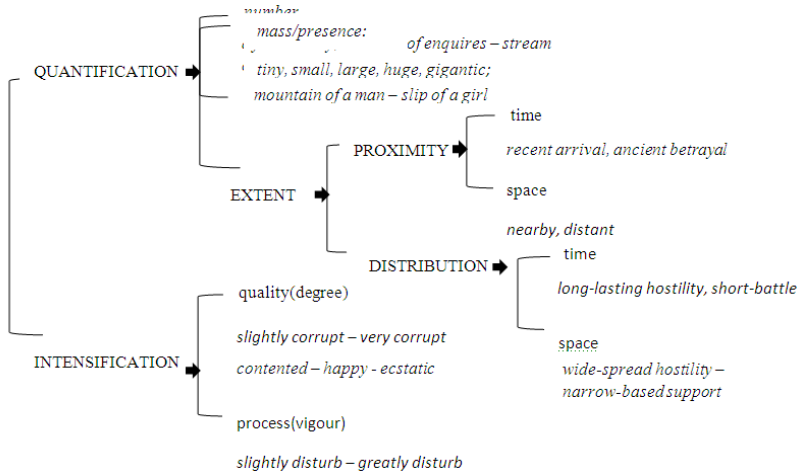 number
mass/presence:
of enquires – stream
QUANTIFICATION
tiny, small, large, huge, gigantic;
mountain of a man – slip of a girl
time
PROXIMITY
recent arrival, ancient betrayal
EXTENT
space
nearby, distant
DISTRIBUTION
time
quality(degree)
long-lasting hostility, short-battle
slightly corrupt – very corrupt
space
INTENSIFICATION
contented – happy - ecstatic
wide-spread hostility –
narrow-based support
process(vigour)
slightly disturb – greatly disturb